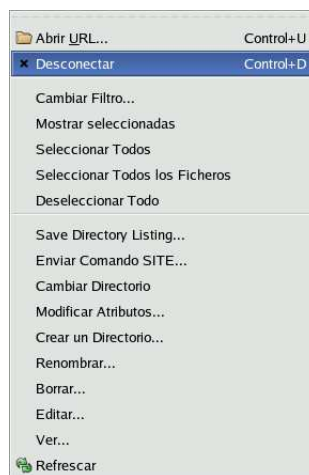 Abrir URL... Control+U
Desconectar Control+D
Cambiar Filtro...
Mostrar seleccionadas
Seleccionar Todos
Seleccionar Todos los Ficheros
Deseleccionar Todo
Save Directory Listing...
Enviar Comando SITE...
Cambiar Directorio
Modificar Atributos...
Crear un Directorio...
Renombrar...
Borrar...
Editar...
Ver...
Refrescar